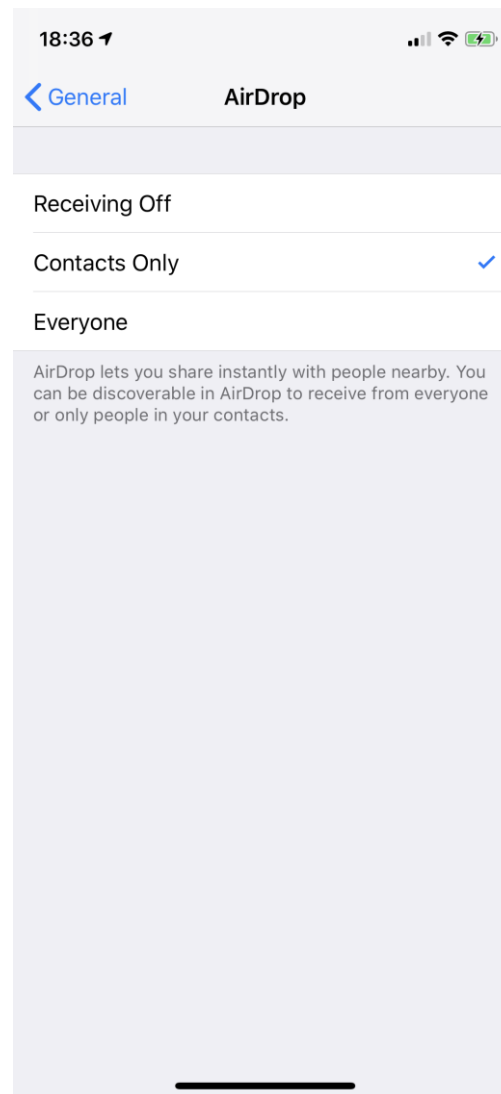 18:36
General
AirDrop
Receiving Off
Contacts Only
Everyone
AirDrop lets you share instantly with people nearby. You
can be discoverable in AirDrop to receive from everyone
or only people in your contacts.